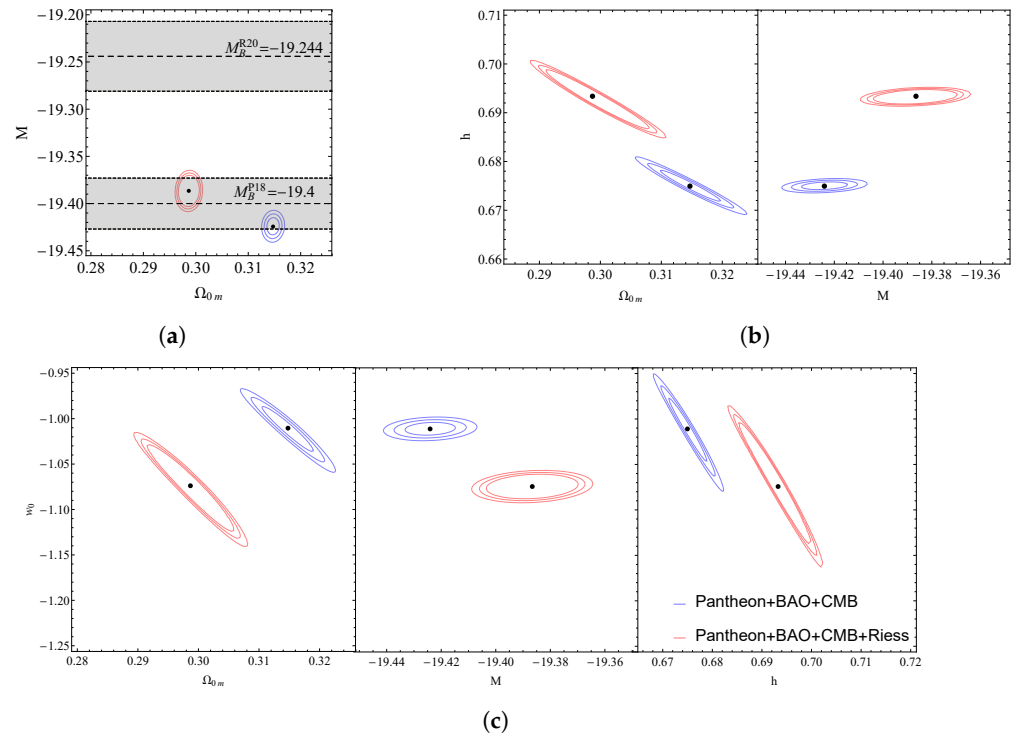 −19.20
−19.25
−19.30
−19.35
−19.40
−19.45
M
M_B^R20=−19.244
M_B^P18=−19.4
0.28 0.29 0.30 0.31 0.32
Ω0 m
(a)
0.71
0.70
0.69
0.68
0.67
0.66
h
0.29 0.30 0.31 0.32
Ω0 m
−19.44 −19.42 −19.40 −19.38 −19.36
M
(b)
−0.95
−1.00
−1.05
−1.10
−1.15
−1.20
−1.25
w0
0.28 0.29 0.30 0.31 0.32
Ω0 m
−19.44 −19.42 −19.40 −19.38 −19.36
M
Pantheon+BAO+CMB
Pantheon+BAO+CMB+Riess
0.67 0.68 0.69 0.70 0.71 0.72
h
(c)